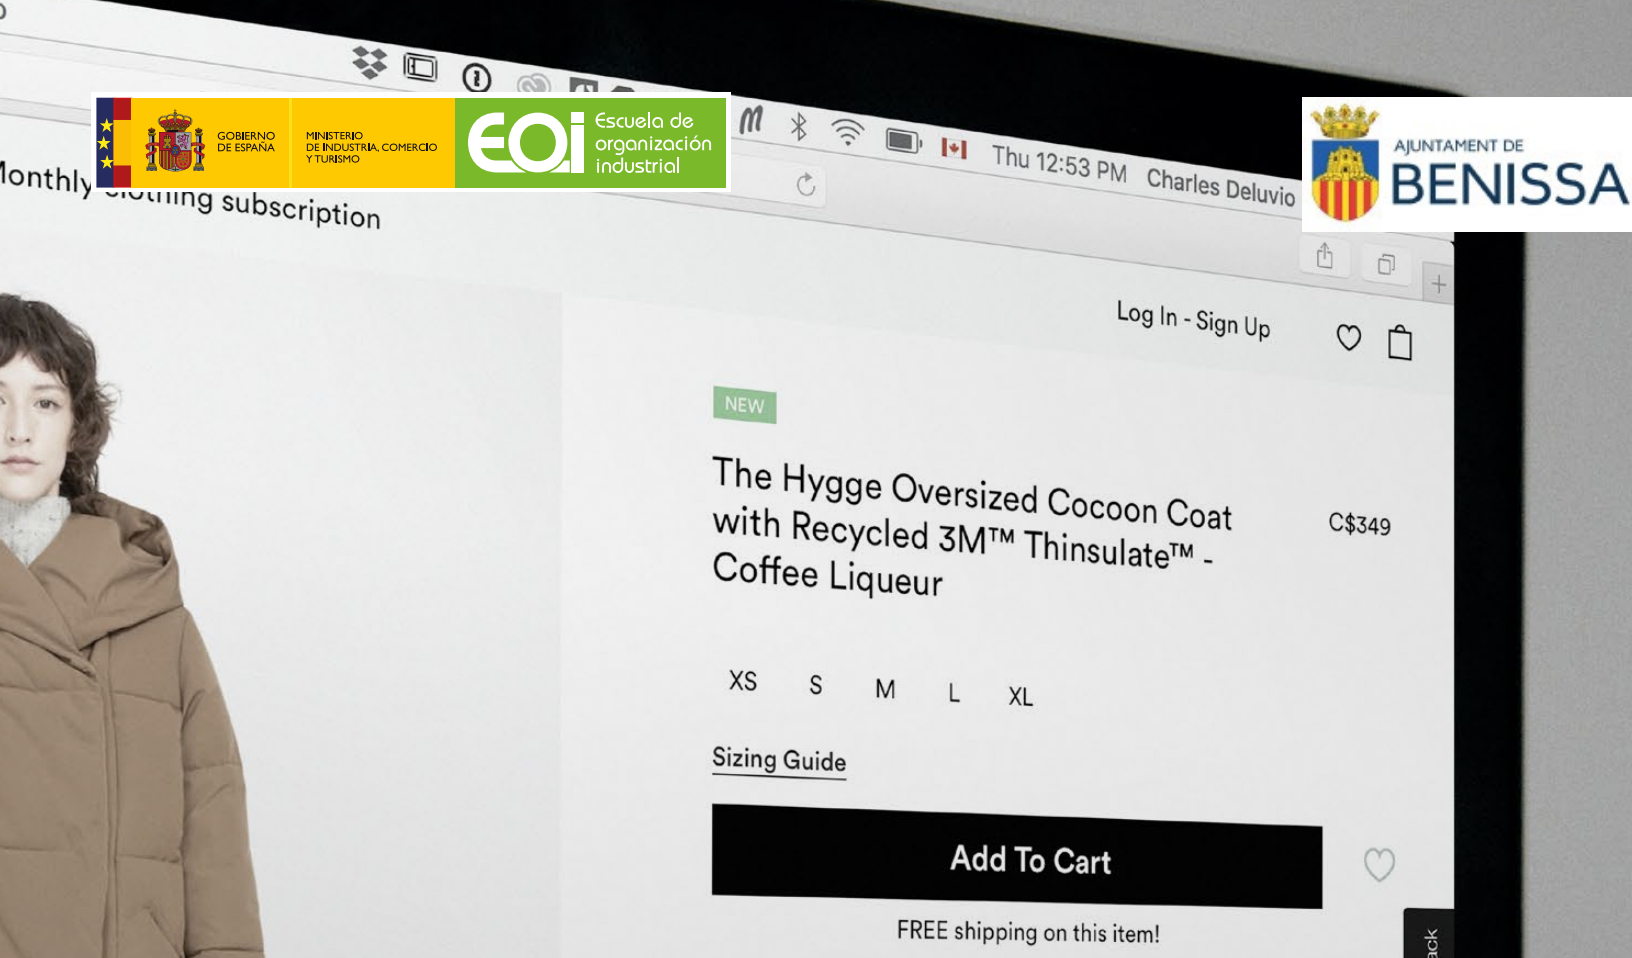 Thu 12:53 PM Charles Deluvio
GOBIERNO
DE ESPAÑA
MINISTERIO
DE INDUSTRIA, COMERCIO
Y TURISMO
EOi
Escuela de
organización
industrial
AJUNTAMENT DE
BENISSA
clothing subscription
Log In - Sign Up
NEW
The Hygge Oversized Cocoon Coat
with Recycled 3M™ Thinsulate™ -
Coffee Liqueur
C$349
XS S M L XL
Sizing Guide
Add To Cart
FREE shipping on this item!